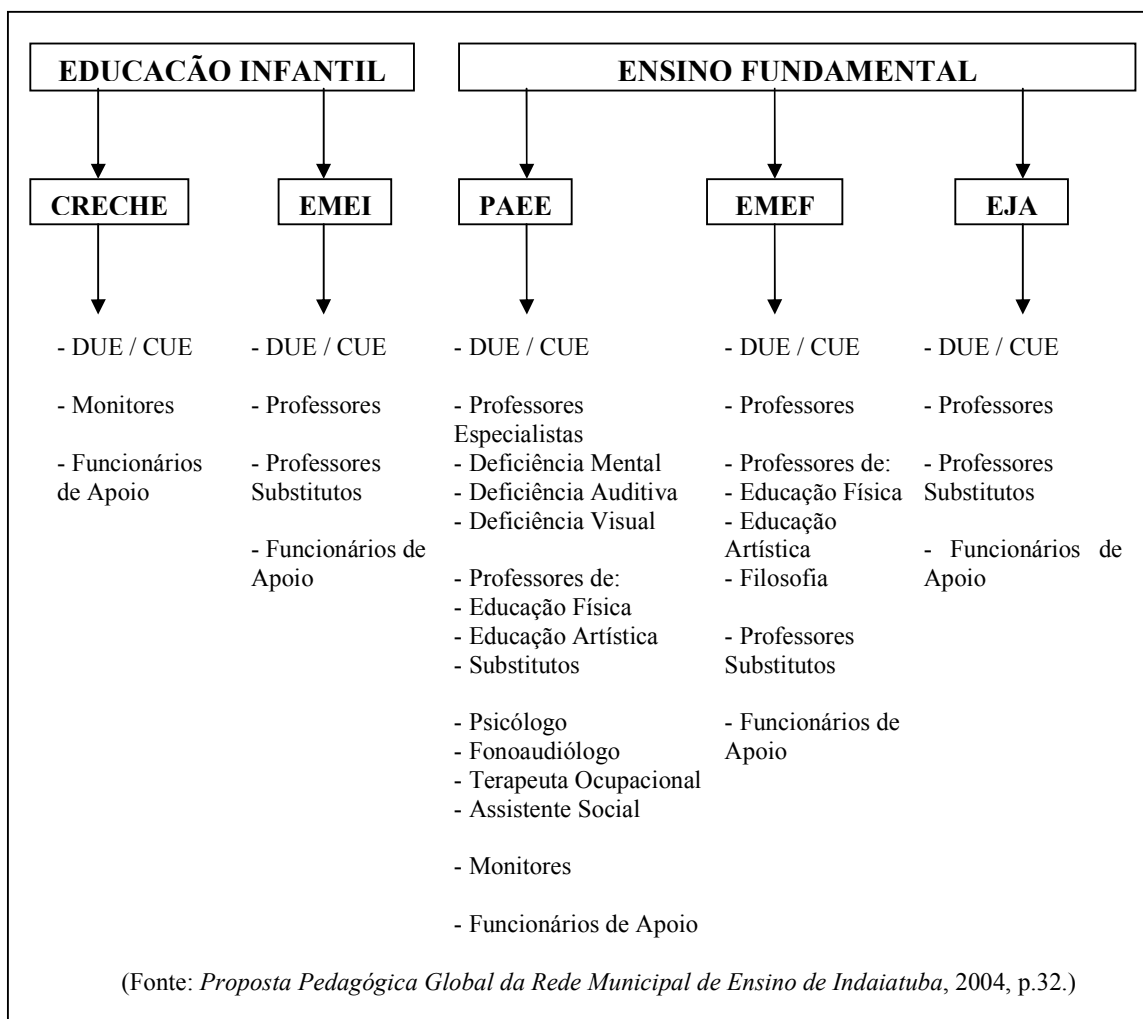 EDUCACÃO INFANTIL
ENSINO FUNDAMENTAL
CRECHE
EMEI
PAEE
EMEF
EJA
- DUE / CUE
- Monitores
- Funcionários
de Apoio
- DUE / CUE
- Professores
- Professores
Substitutos
- Funcionários de
Apoio
- DUE / CUE
- Professores
Especialistas
- Deficiência Mental
- Deficiência Auditiva
- Deficiência Visual
- Professores de:
- Educação Física
- Educação Artística
- Substitutos
- Psicólogo
- Fonoaudiólogo
- Terapeuta Ocupacional
- Assistente Social
- Monitores
- Funcionários de Apoio
- DUE / CUE
- Professores
- Professores de:
- Educação Física
- Educação
Artística
- Filosofia
- Professores
Substitutos
- Funcionários de
Apoio
- DUE / CUE
- Professores
- Professores
Substitutos
- Funcionários de
Apoio
(Fonte: Proposta Pedagógica Global da Rede Municipal de Ensino de Indaiatuba, 2004, p.32.)